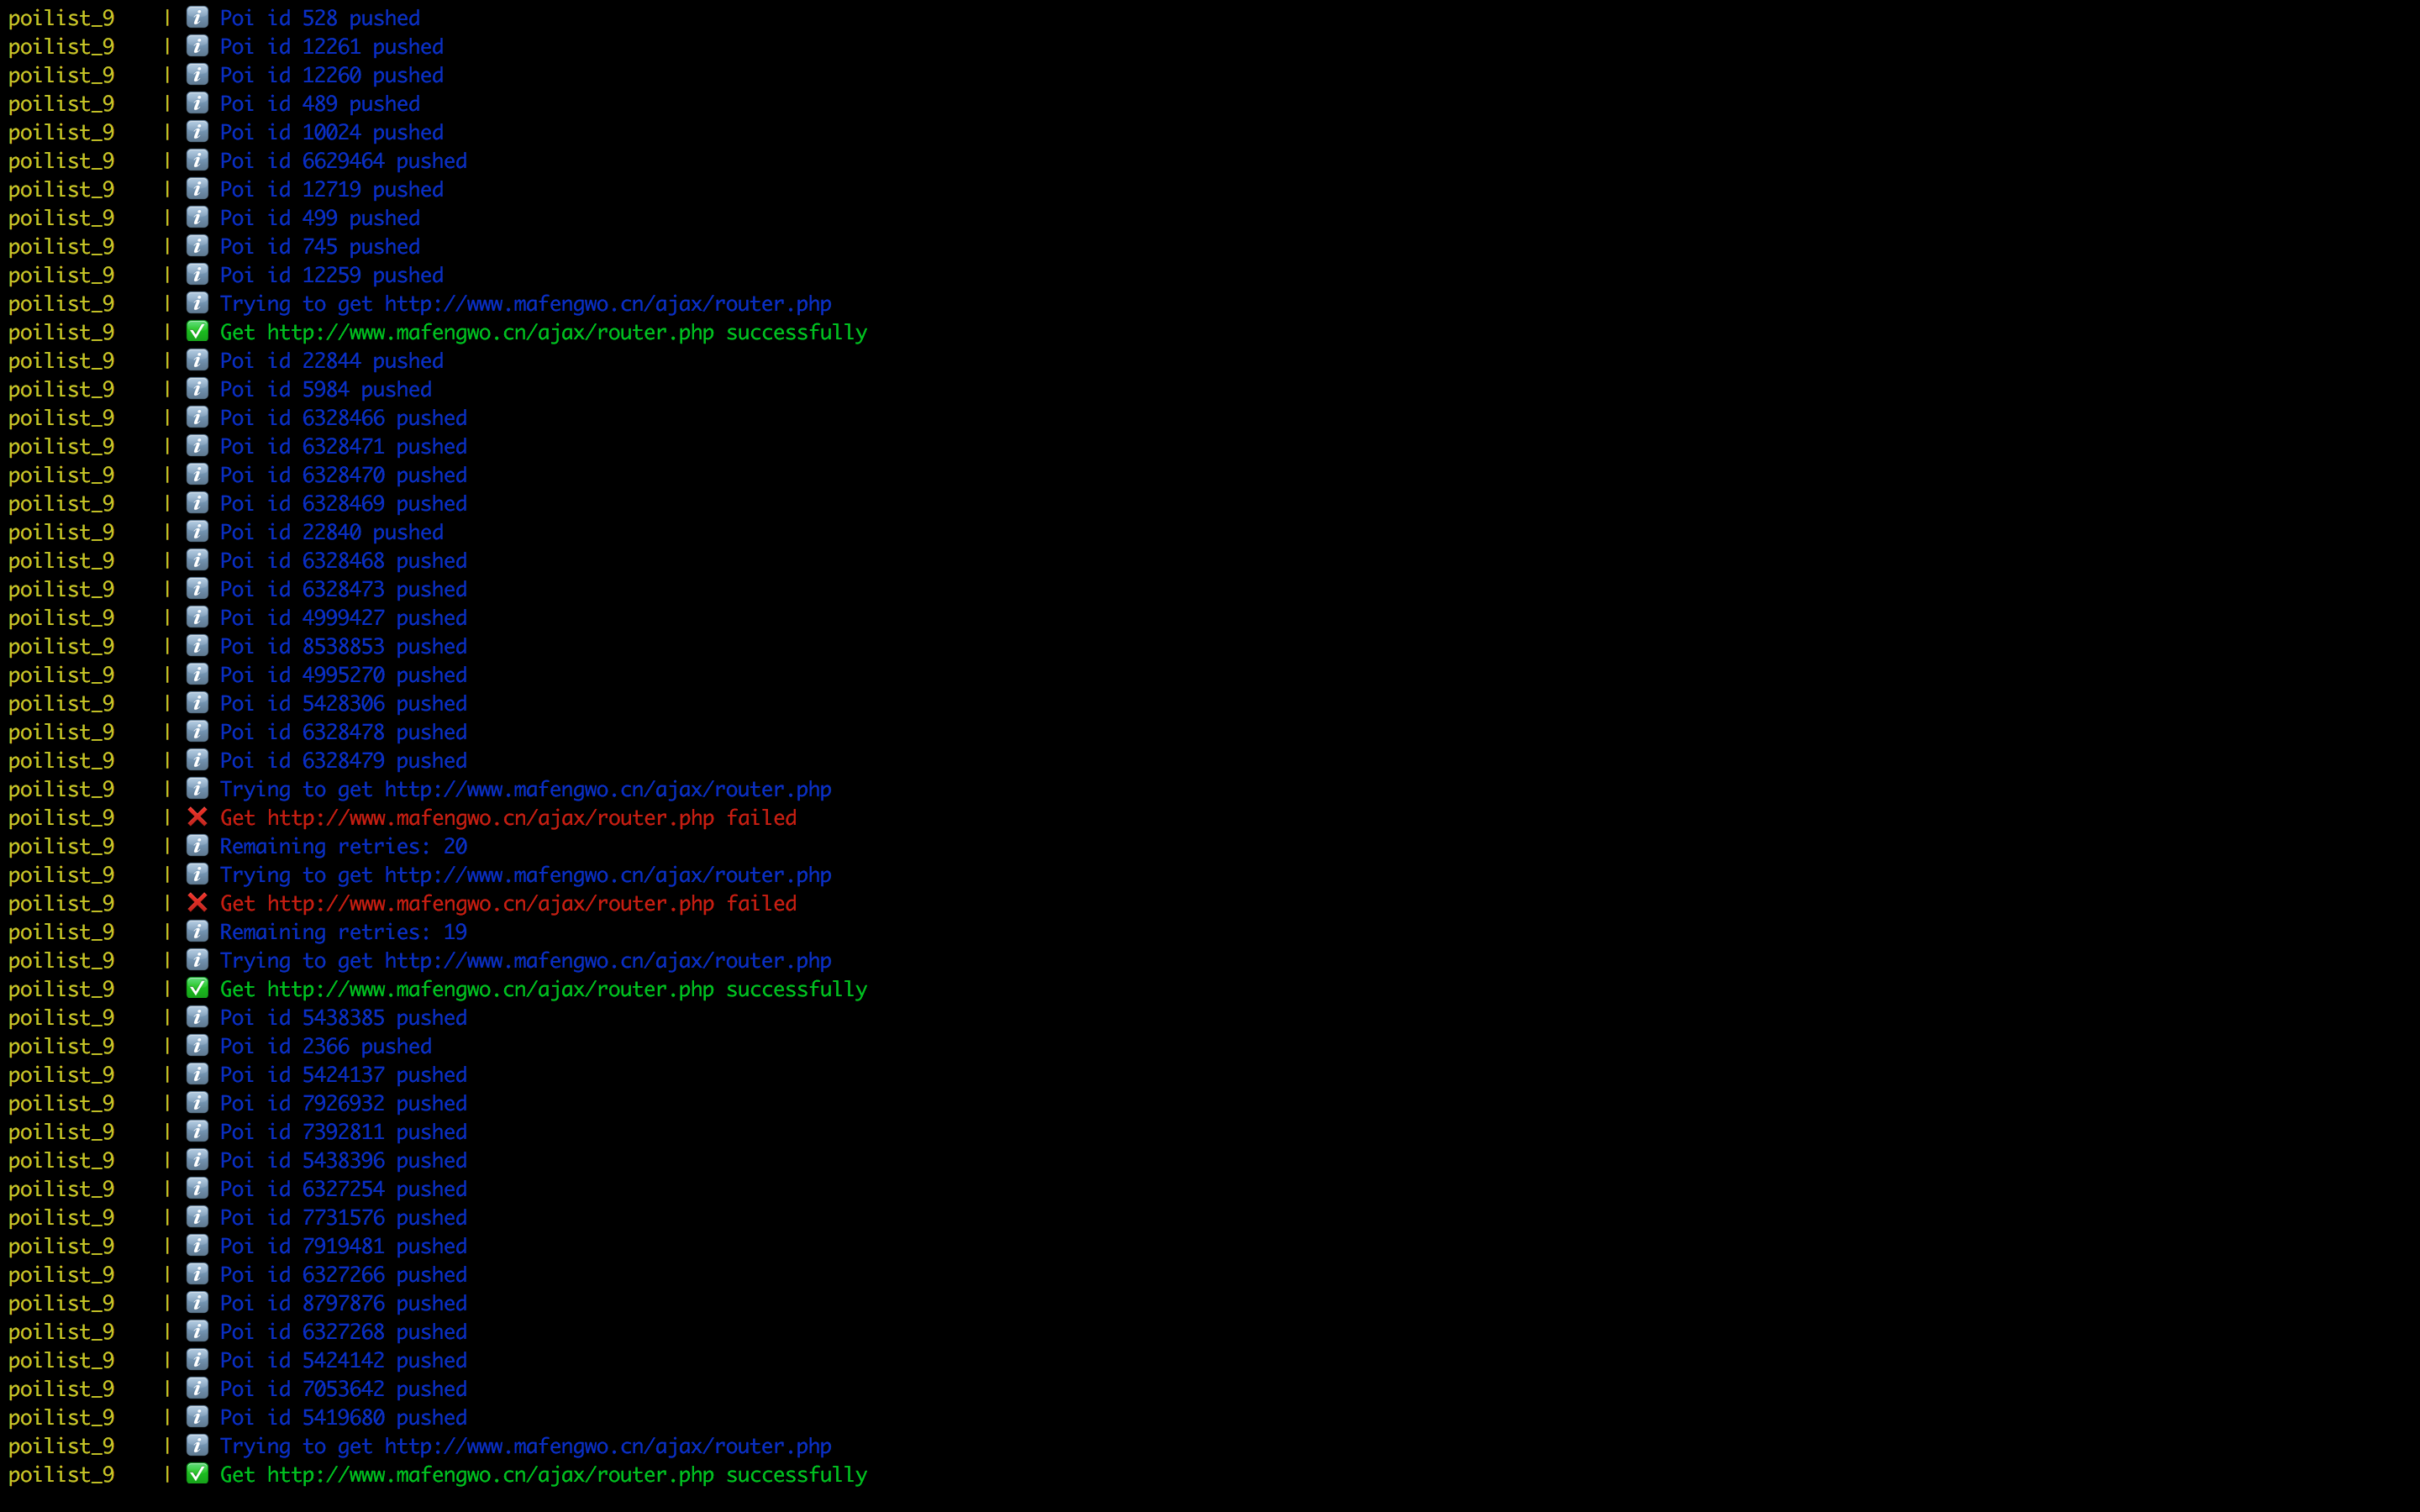 poilist_9 | ℹ️ Poi id 528 pushed
poilist_9 | ℹ️ Poi id 12261 pushed
poilist_9 | ℹ️ Poi id 12260 pushed
poilist_9 | ℹ️ Poi id 489 pushed
poilist_9 | ℹ️ Poi id 10024 pushed
poilist_9 | ℹ️ Poi id 6629464 pushed
poilist_9 | ℹ️ Poi id 12719 pushed
poilist_9 | ℹ️ Poi id 499 pushed
poilist_9 | ℹ️ Poi id 745 pushed
poilist_9 | ℹ️ Poi id 12259 pushed
poilist_9 | ℹ️ Trying to get http://www.mafengwo.cn/ajax/router.php
poilist_9 | ✅ Get http://www.mafengwo.cn/ajax/router.php successfully
poilist_9 | ℹ️ Poi id 22844 pushed
poilist_9 | ℹ️ Poi id 5984 pushed
poilist_9 | ℹ️ Poi id 6328466 pushed
poilist_9 | ℹ️ Poi id 6328471 pushed
poilist_9 | ℹ️ Poi id 6328470 pushed
poilist_9 | ℹ️ Poi id 6328469 pushed
poilist_9 | ℹ️ Poi id 22840 pushed
poilist_9 | ℹ️ Poi id 6328468 pushed
poilist_9 | ℹ️ Poi id 6328473 pushed
poilist_9 | ℹ️ Poi id 4999427 pushed
poilist_9 | ℹ️ Poi id 8538853 pushed
poilist_9 | ℹ️ Poi id 4995270 pushed
poilist_9 | ℹ️ Poi id 5428306 pushed
poilist_9 | ℹ️ Poi id 6328478 pushed
poilist_9 | ℹ️ Poi id 6328479 pushed
poilist_9 | ℹ️ Trying to get http://www.mafengwo.cn/ajax/router.php
poilist_9 | ❌ Get http://www.mafengwo.cn/ajax/router.php failed
poilist_9 | ℹ️ Remaining retries: 20
poilist_9 | ℹ️ Trying to get http://www.mafengwo.cn/ajax/router.php
poilist_9 | ❌ Get http://www.mafengwo.cn/ajax/router.php failed
poilist_9 | ℹ️ Remaining retries: 19
poilist_9 | ℹ️ Trying to get http://www.mafengwo.cn/ajax/router.php
poilist_9 | ✅ Get http://www.mafengwo.cn/ajax/router.php successfully
poilist_9 | ℹ️ Poi id 5438385 pushed
poilist_9 | ℹ️ Poi id 2366 pushed
poilist_9 | ℹ️ Poi id 5424137 pushed
poilist_9 | ℹ️ Poi id 7926932 pushed
poilist_9 | ℹ️ Poi id 7392811 pushed
poilist_9 | ℹ️ Poi id 5438396 pushed
poilist_9 | ℹ️ Poi id 6327254 pushed
poilist_9 | ℹ️ Poi id 7731576 pushed
poilist_9 | ℹ️ Poi id 7919481 pushed
poilist_9 | ℹ️ Poi id 6327266 pushed
poilist_9 | ℹ️ Poi id 8797876 pushed
poilist_9 | ℹ️ Poi id 6327268 pushed
poilist_9 | ℹ️ Poi id 5424142 pushed
poilist_9 | ℹ️ Poi id 7053642 pushed
poilist_9 | ℹ️ Poi id 5419680 pushed
poilist_9 | ℹ️ Trying to get http://www.mafengwo.cn/ajax/router.php
poilist_9 | ✅ Get http://www.mafengwo.cn/ajax/router.php successfully